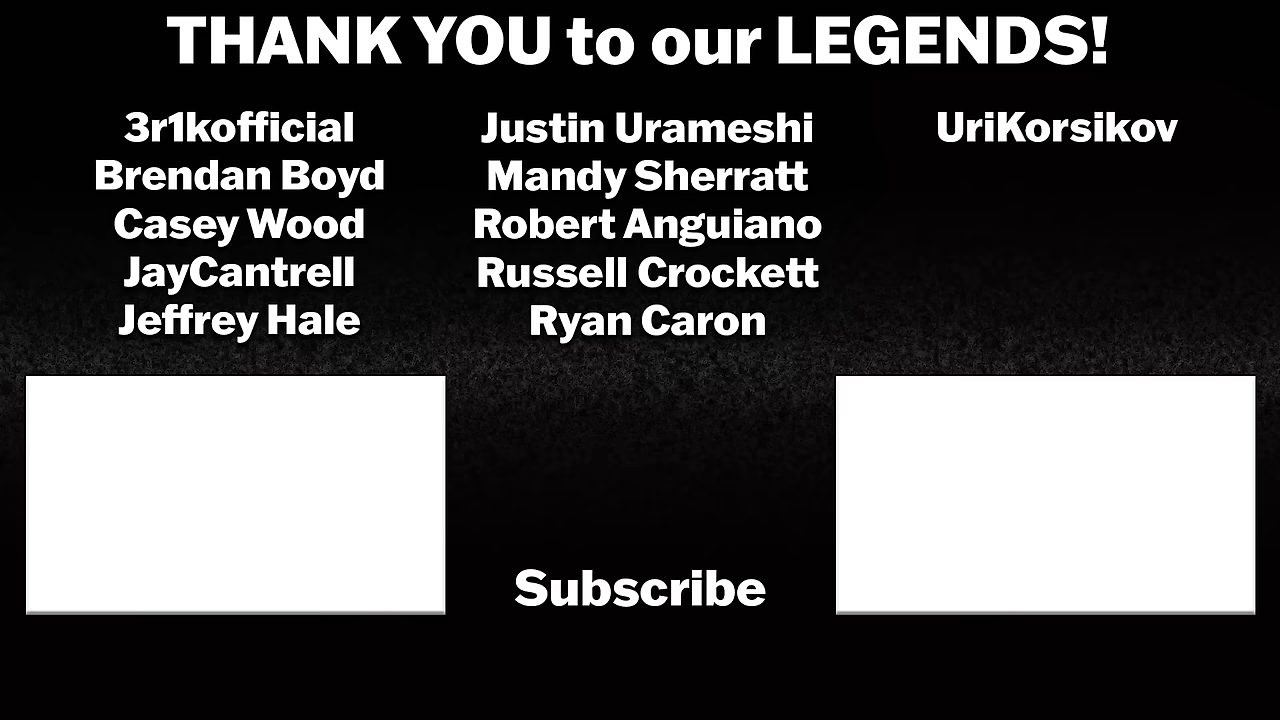 THANK YOU to our LEGENDS!
3r1kofficial
Brendan Boyd
Casey Wood
JayCantrell
Jeffrey Hale
Justin Urameshi
Mandy Sherratt
Robert Anguiano
Russell Crockett
Ryan Caron
UriKorsikov
Subscribe